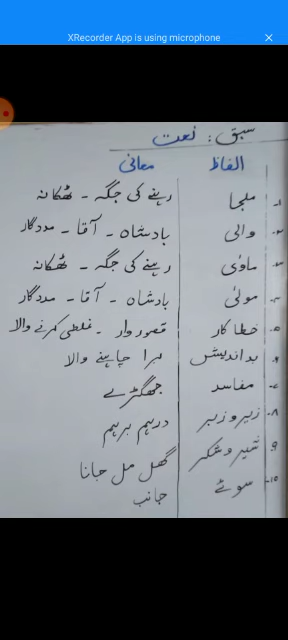 XRecorder App is using microphone ✕
سبق : نعت
الفاظ معانی
۱۔ ملجا رہنے کی جگہ ۔ ٹھکانہ
۲۔ والی بادشاہ ۔ آقا ۔ مددگار
۳۔ ماوٰی رہنے کی جگہ ۔ ٹھکانہ
۴۔ مولیٰ بادشاہ ۔ آقا ۔ مددگار
۵۔ خطا کار قصوروار ۔ غلطی کرنے والا
۶۔ بداندیش برا چاہنے والا
۷۔ مفاسد جھگڑے
۸۔ زیروزبر درہم برہم
۹ شیروشکر گھل مل جانا
۱۰۔ سوئے جانب